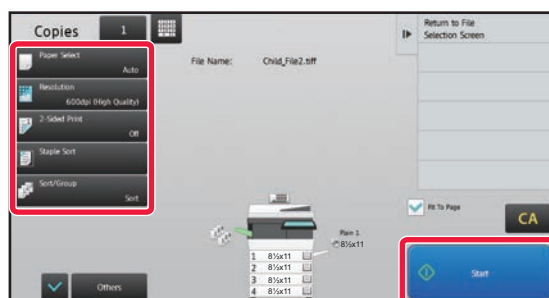 Copies
1
Paper Select
Auto
Resolution
600dpi (High Quality)
2-Sided Print
Off
Staple Sort
Sort/Group
Sort
Others
File Name: Child_File2.tiff
Plain 1
8½x11
1 8½x11
2 8½x11
3 8½x11
4 8½x11
Return to File
Selection Screen
Fit To Page
CA
Start